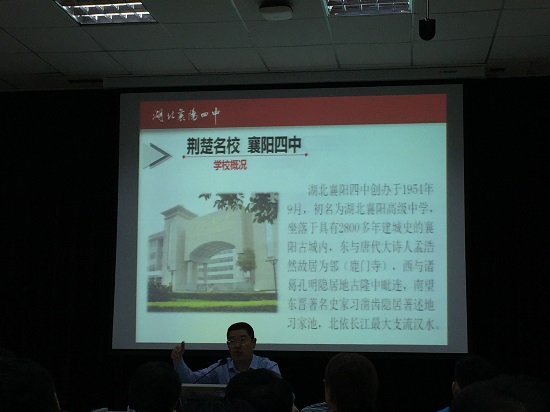 湖北襄阳四中
荆楚名校 襄阳四中
学校概况
湖北襄阳四中创办于1954年
9月，初名为湖北襄阳高级中学，
坐落于具有2800多年建城史的襄
阳古城内，东与唐代大诗人孟浩
然故居为邻（鹿门寺），西与诸
葛孔明隐居地古隆中毗连，南望
东晋著名史家习凿齿隐居著述地
习家池，北依长江最大支流汉水。